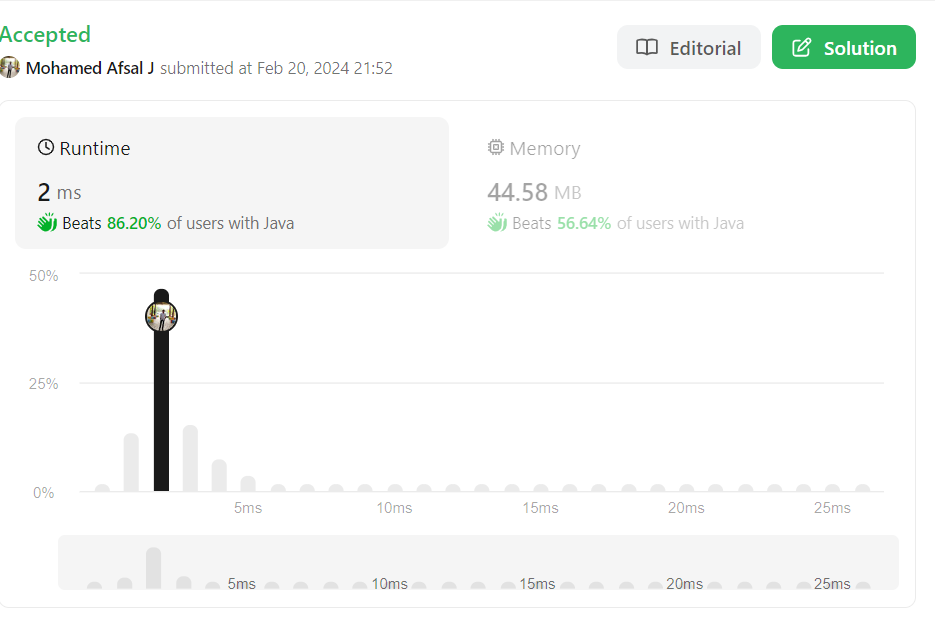 Accepted
Editorial
Solution
Mohamed Afsal J submitted at Feb 20, 2024 21:52
Runtime
Memory
2 ms
44.58 MB
Beats 86.20% of users with Java
Beats 56.64% of users with Java
50%
25%
0%
5ms 10ms 15ms 20ms 25ms
5ms 10ms 15ms 20ms 25ms